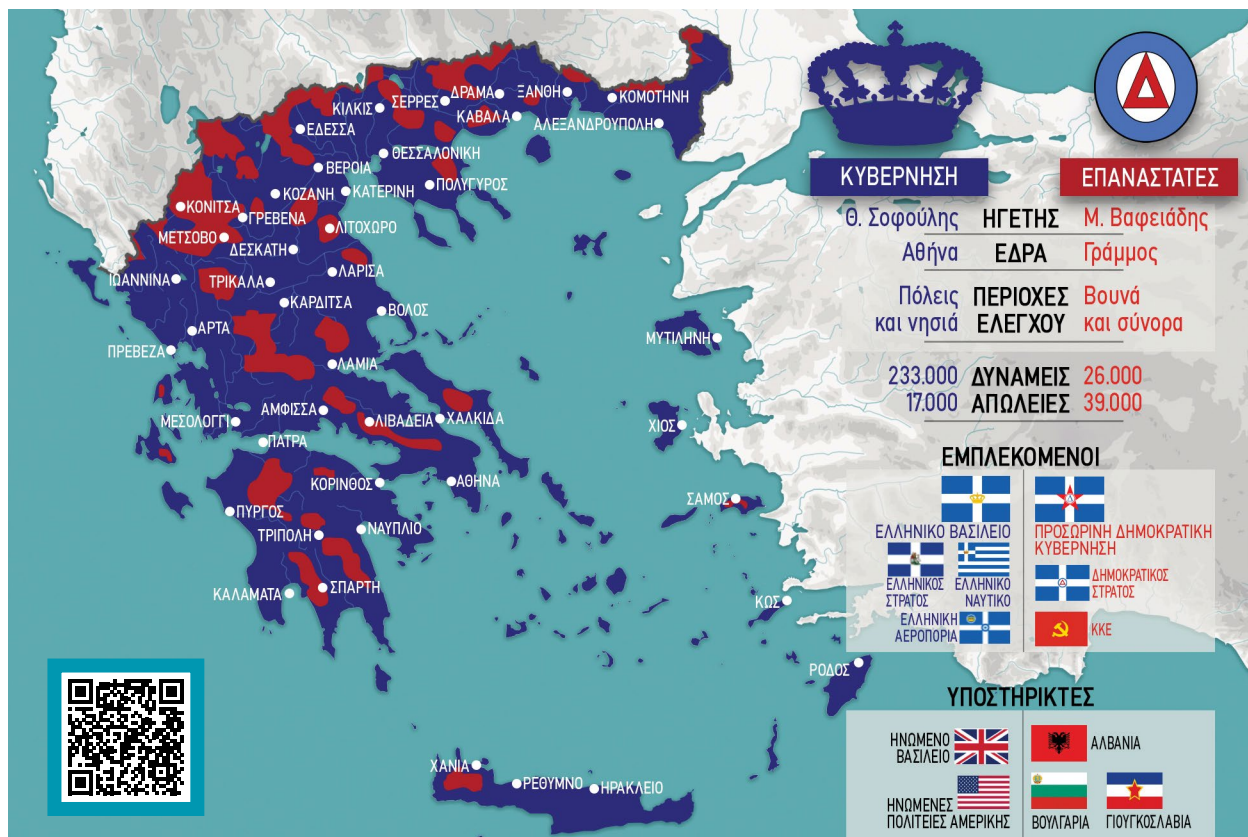 ΞΑΝΘΗ
ΔΡΑΜΑ
ΣΕΡΡΕΣ
ΚΟΜΟΤΗΝΗ
ΚΙΛΚΙΣ
ΚΑΒΑΛΑ
ΑΛΕΞΑΝΔΡΟΥΠΟΛΗ
ΕΔΕΣΣΑ
ΘΕΣΣΑΛΟΝΙΚΗ
ΒΕΡΟΙΑ
ΚΟΖΑΝΗ
ΚΑΤΕΡΙΝΗ
ΠΟΛΥΓΥΡΟΣ
ΚΟΝΙΤΣΑ
ΓΡΕΒΕΝΑ
ΛΙΤΟΧΩΡΟ
ΜΕΤΣΟΒΟ
ΔΕΣΚΑΤΗ
ΙΩΑΝΝΙΝΑ
ΤΡΙΚΑΛΑ
ΛΑΡΙΣΑ
ΚΑΡΔΙΤΣΑ
ΒΟΛΟΣ
ΑΡΤΑ
ΠΡΕΒΕΖΑ
ΛΑΜΙΑ
ΜΥΤΙΛΗΝΗ
ΑΜΦΙΣΣΑ
ΜΕΣΟΛΟΓΓΙ
ΛΙΒΑΔΕΙΑ
ΧΑΛΚΙΔΑ
ΧΙΟΣ
ΠΑΤΡΑ
ΚΟΡΙΝΘΟΣ
ΑΘΗΝΑ
ΣΑΜΟΣ
ΠΥΡΓΟΣ
ΤΡΙΠΟΛΗ
ΝΑΥΠΛΙΟ
ΚΑΛΑΜΑΤΑ
ΣΠΑΡΤΗ
ΚΩΣ
ΡΟΔΟΣ
ΧΑΝΙΑ
ΡΕΘΥΜΝΟ
ΗΡΑΚΛΕΙΟ
Δ
ΚΥΒΕΡΝΗΣΗ
ΕΠΑΝΑΣΤΑΤΕΣ
Θ. Σοφούλης ΗΓΕΤΗΣ Μ. Βαφειάδης
Αθήνα ΕΔΡΑ Γράμμος
Πόλεις ΠΕΡΙΟΧΕΣ Βουνά
και νησιά ΕΛΕΓΧΟΥ και σύνορα
233.000 ΔΥΝΑΜΕΙΣ 26.000
17.000 ΑΠΩΛΕΙΕΣ 39.000
ΕΜΠΛΕΚΟΜΕΝΟΙ
ΕΛΛΗΝΙΚΟ ΒΑΣΙΛΕΙΟ
ΕΛΛΗΝΙΚΟΣ
ΣΤΡΑΤΟΣ
ΕΛΛΗΝΙΚΟ
ΝΑΥΤΙΚΟ
ΕΛΛΗΝΙΚΗ
ΑΕΡΟΠΟΡΙΑ
ΠΡΟΣΩΡΙΝΗ ΔΗΜΟΚΡΑΤΙΚΗ
ΚΥΒΕΡΝΗΣΗ
ΔΗΜΟΚΡΑΤΙΚΟΣ
ΣΤΡΑΤΟΣ
ΚΚΕ
ΥΠΟΣΤΗΡΙΚΤΕΣ
ΗΝΩΜΕΝΟ
ΒΑΣΙΛΕΙΟ
ΗΝΩΜΕΝΕΣ
ΠΟΛΙΤΕΙΕΣ ΑΜΕΡΙΚΗΣ
ΑΛΒΑΝΙΑ
ΒΟΥΛΓΑΡΙΑ
ΓΙΟΥΓΚΟΣΛΑΒΙΑ